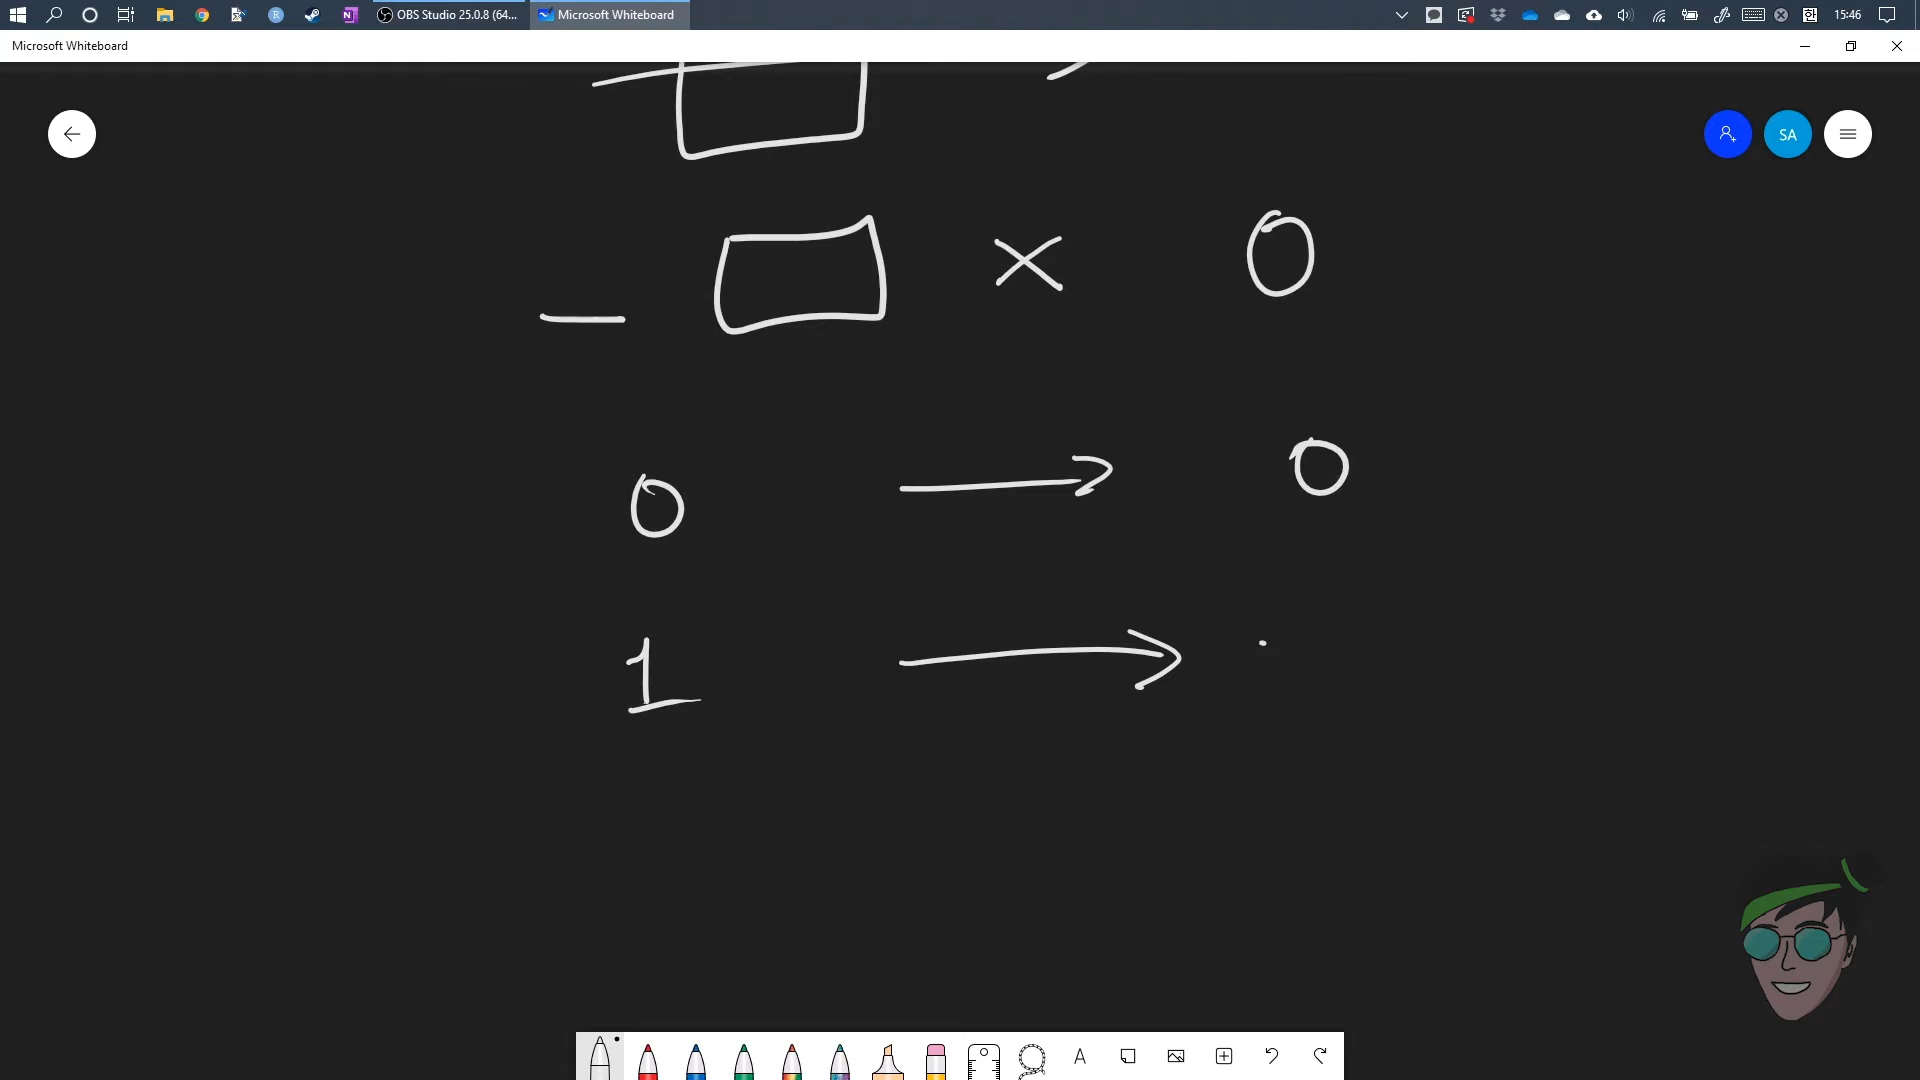 OBS Studio 25.0.8 (64... Microsoft Whiteboard 15:46
Microsoft Whiteboard
SA
× 0
0 → 0
1 →
A